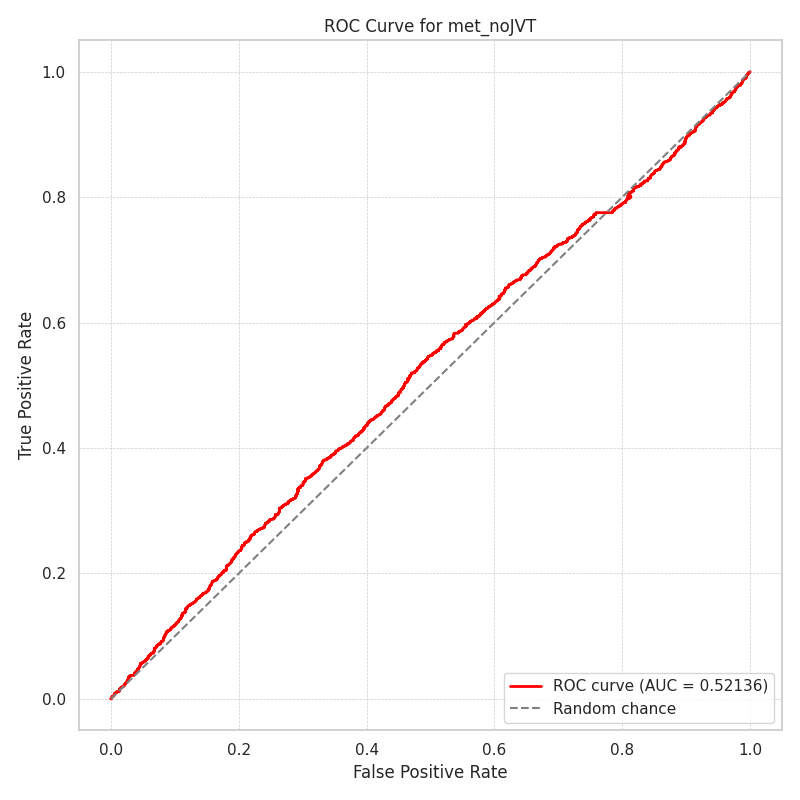 ROC Curve for met_noJVT
True Positive Rate
1.0
0.8
0.6
0.4
0.2
0.0
ROC curve (AUC = 0.52136)
Random chance
0.0 0.2 0.4 0.6 0.8 1.0
False Positive Rate